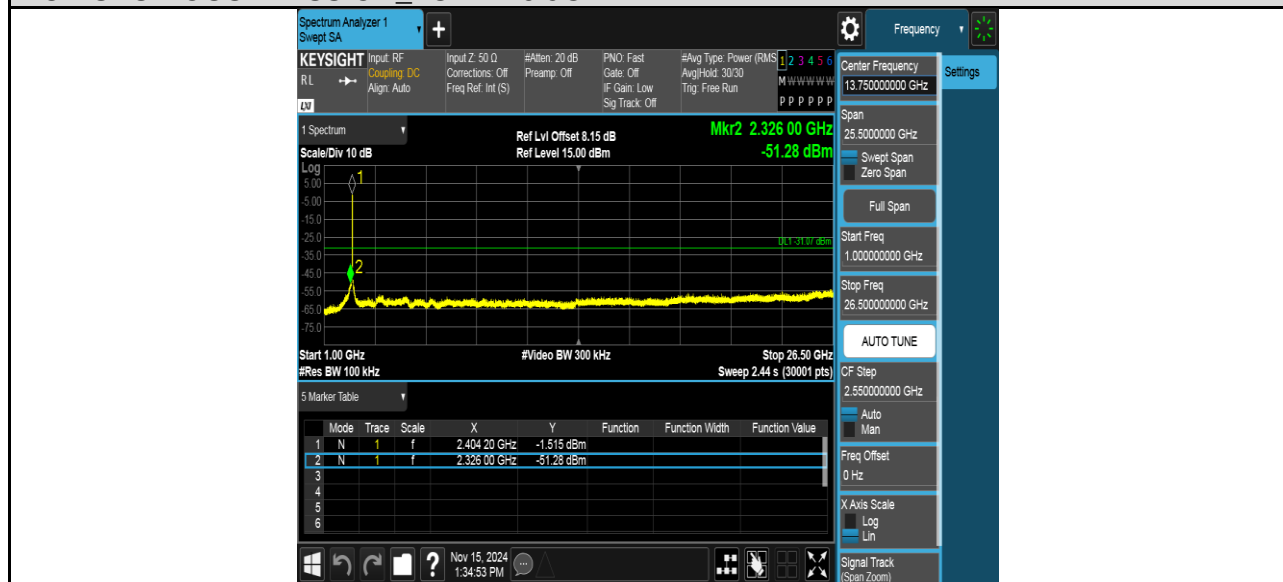 Spectrum Analyzer 1
Swept SA
+
Frequency
KEYSIGHT Input: RF Input Z: 50 Ω #Atten: 20 dB PNO: Fast #Avg Type: Power (RMS 1 2 3 4 5 6
RL Coupling: DC Corrections: Off Preamp: Off Gate: Off Avg|Hold: 30/30 M W W W W W
Align: Auto Freq Ref: Int (S) IF Gain: Low Trig: Free Run
LXI Sig Track: Off P P P P P P
1 Spectrum Ref Lvl Offset 8.15 dB Mkr2 2.326 00 GHz
Scale/Div 10 dB Ref Level 15.00 dBm -51.28 dBm
Log
5.00
-5.00
-15.0
-25.0
-35.0
-45.0
-55.0
-65.0
-75.0
1
2
DL1 -31.07 dBm
Start 1.00 GHz #Video BW 300 kHz Stop 26.50 GHz
#Res BW 100 kHz Sweep 2.44 s (30001 pts)
5 Marker Table
Mode Trace Scale X Y Function Function Width Function Value
1 N 1 f 2.404 20 GHz -1.515 dBm
2 N 1 f 2.326 00 GHz -51.28 dBm
3
4
5
6
?
Nov 15, 2024
1:34:53 PM
Center Frequency
13.750000000 GHz
Settings
Span
25.5000000 GHz
Swept Span
Zero Span
Full Span
Start Freq
1.000000000 GHz
Stop Freq
26.500000000 GHz
AUTO TUNE
CF Step
2.550000000 GHz
Auto
Man
Freq Offset
0 Hz
X Axis Scale
Log
Lin
Signal Track
(Span Zoom)